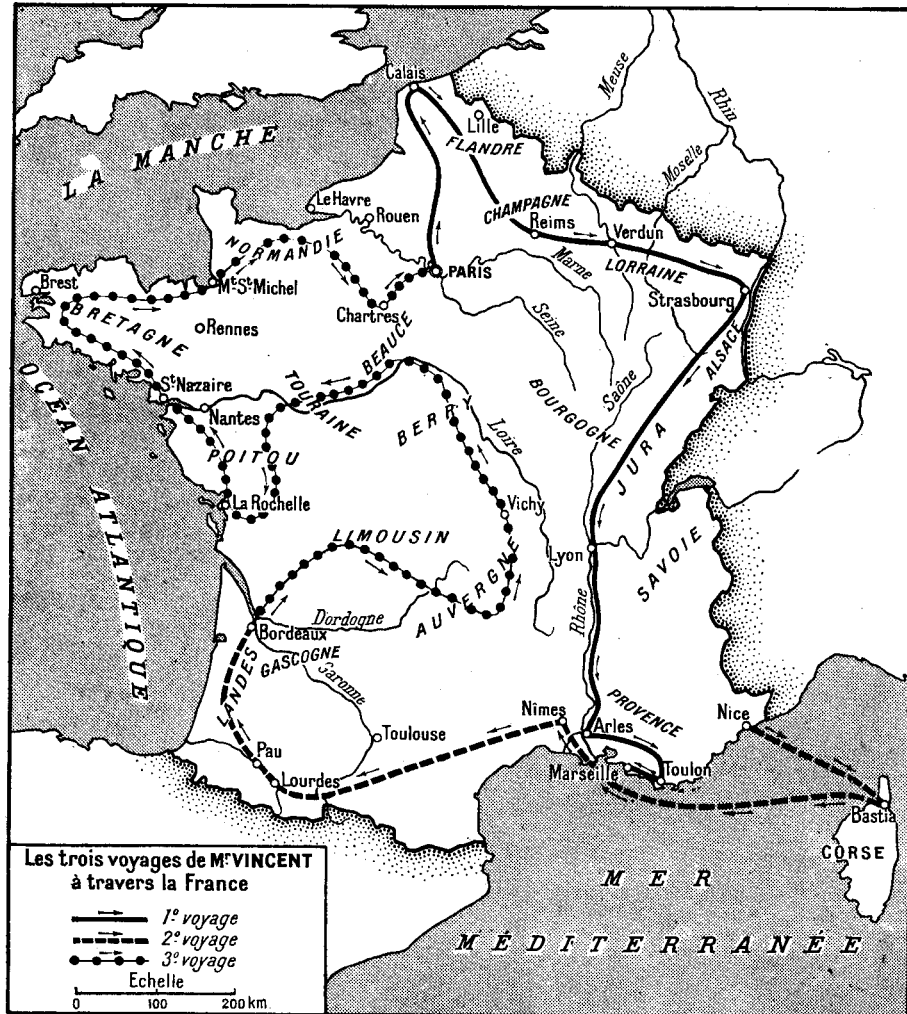 Calais
Meuse
Rhin
Lille
FLANDRE
Moselle
LA MANCHE
Le Havre
Rouen
CHAMPAGNE
Reims
Verdun
NORMANDIE
LORRAINE
PARIS
Marne
Brest
Mt St Michel
Strasbourg
Chartres
BRETAGNE
Rennes
Seine
ALSACE
BEAUCE
St Nazaire
TOURAINE
Saône
BOURGOGNE
OCÉAN ATLANTIQUE
Nantes
BERRY
Loire
JURA
POITOU
La Rochelle
Vichy
LIMOUSIN
Lyon
SAVOIE
AUVERGNE
Rhône
Dordogne
Bordeaux
GASCOGNE
LANDES
Garonne
PROVENCE
Nîmes
Arles
Nice
Toulouse
Pau
Marseille
Toulon
Lourdes
Bastia
CORSE
MER
MÉDITERRANÉE
Les trois voyages de Mr VINCENT
à travers la France
1º voyage
2º voyage
3º voyage
Echelle
0 100 200 km